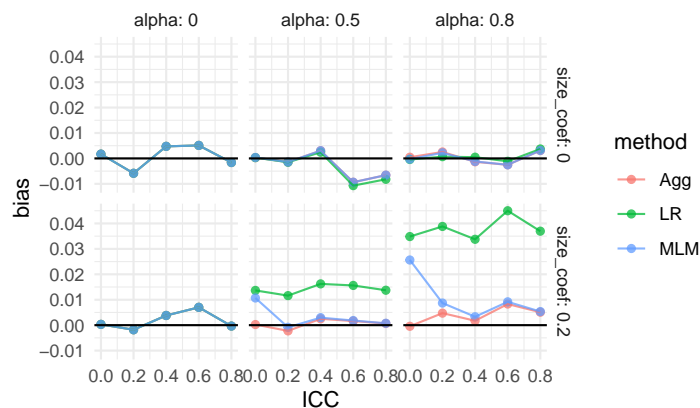 alpha: 0 alpha: 0.5 alpha: 0.8
0.04
0.03
0.02
0.01
0.00
−0.01
size_coef: 0
0.04
0.03
0.02
0.01
0.00
−0.01
size_coef: 0.2
bias
0.0 0.2 0.4 0.6 0.8 0.0 0.2 0.4 0.6 0.8 0.0 0.2 0.4 0.6 0.8
ICC
method
Agg
LR
MLM